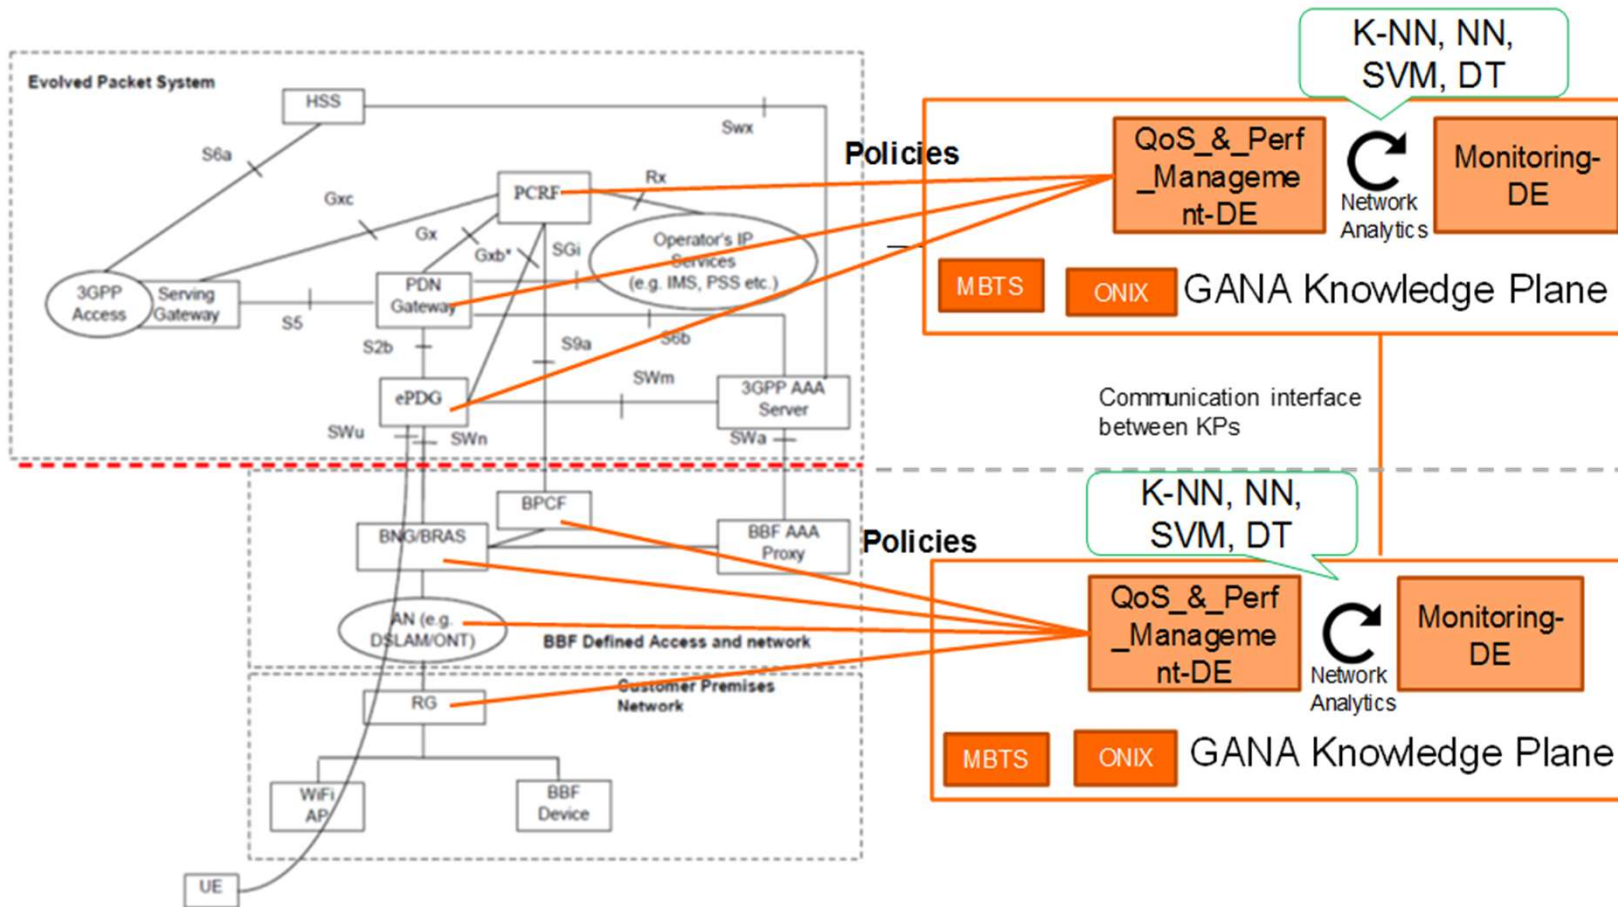 Evolved Packet System
HSS
Swx
S6a
PCRF
Rx
Gxc
Gx
Gxb*
SGi
Operator's IP
Services
(e.g. IMS, PSS etc.)
3GPP
Access
Serving
Gateway
PDN
Gateway
S5
S2b
S9a
S6b
SWm
ePDG
3GPP AAA
Server
SWu
SWn
SWa
BPCF
BNG/BRAS
BBF AAA
Proxy
AN (e.g.
DSLAM/ONT)
BBF Defined Access and network
Customer Premises
Network
RG
WiFi
AP
BBF
Device
UE
Policies
K-NN, NN,
SVM, DT
QoS_&_Perf
_Manageme
nt-DE
Network
Analytics
Monitoring-
DE
MBTS
ONIX
GANA Knowledge Plane
Communication interface
between KPs
Policies
K-NN, NN,
SVM, DT
QoS_&_Perf
_Manageme
nt-DE
Network
Analytics
Monitoring-
DE
MBTS
ONIX
GANA Knowledge Plane